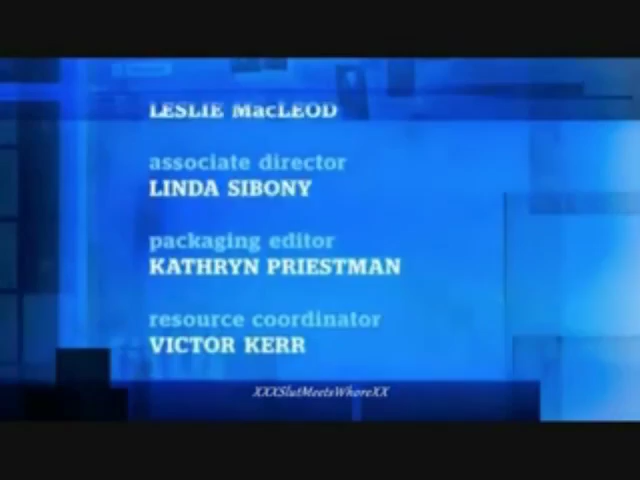 LESLIE MacLEOD
associate director
LINDA SIBONY
packaging editor
KATHRYN PRIESTMAN
resource coordinator
VICTOR KERR
XXXSlutMeetsWhoreXX